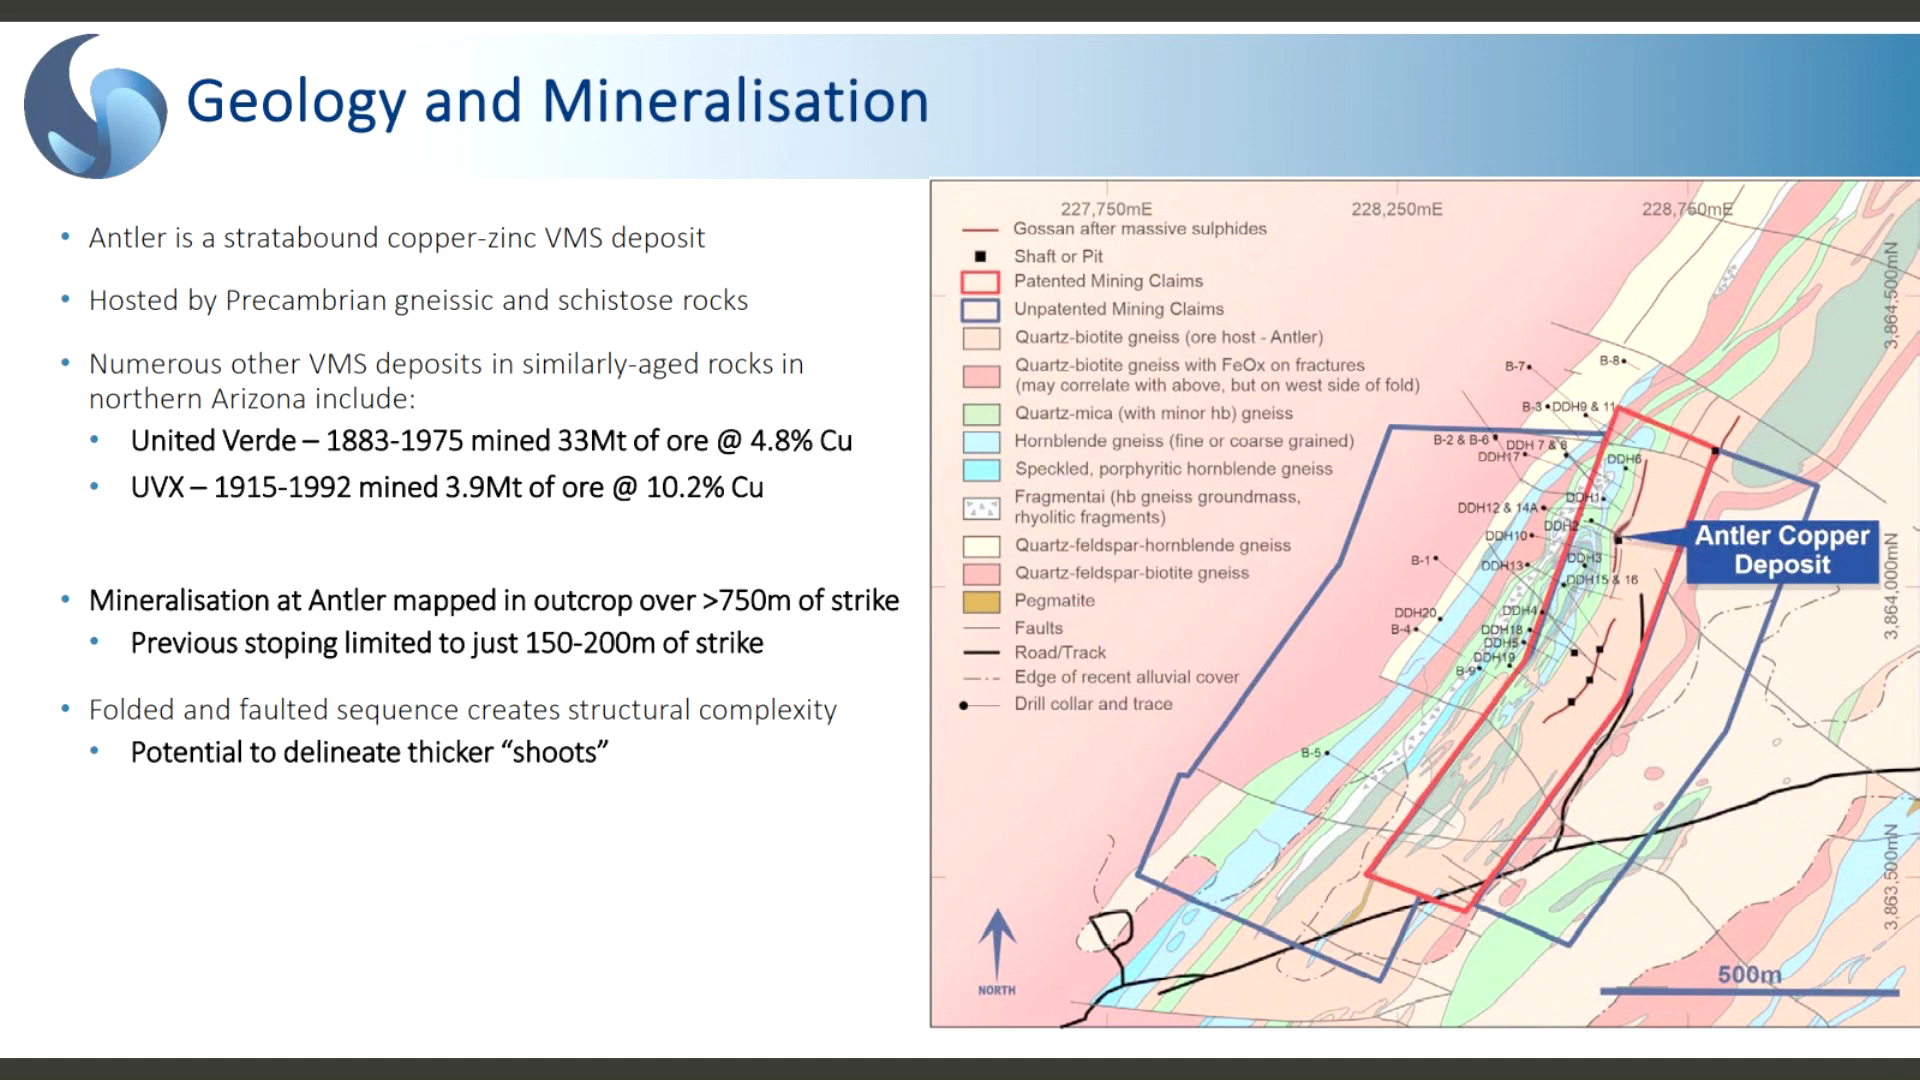 Geology and Mineralisation
• Antler is a stratabound copper-zinc VMS deposit
• Hosted by Precambrian gneissic and schistose rocks
• Numerous other VMS deposits in similarly-aged rocks in
northern Arizona include:
• United Verde – 1883-1975 mined 33Mt of ore @ 4.8% Cu
• UVX – 1915-1992 mined 3.9Mt of ore @ 10.2% Cu
• Mineralisation at Antler mapped in outcrop over >750m of strike
• Previous stoping limited to just 150-200m of strike
• Folded and faulted sequence creates structural complexity
• Potential to delineate thicker “shoots”
227,750mE
228,250mE
228,750mE
Gossan after massive sulphides
Shaft or Pit
Patented Mining Claims
Unpatented Mining Claims
Quartz-biotite gneiss (ore host - Antler)
Quartz-biotite gneiss with FeOx on fractures
(may correlate with above, but on west side of fold)
Quartz-mica (with minor hb) gneiss
Hornblende gneiss (fine or coarse grained)
Speckled, porphyritic hornblende gneiss
Fragmentai (hb gneiss groundmass,
rhyolitic fragments)
Quartz-feldspar-hornblende gneiss
Quartz-feldspar-biotite gneiss
Pegmatite
Faults
Road/Track
Edge of recent alluvial cover
Drill collar and trace
3,864,500mN
3,864,000mN
3,863,500mN
B-8
B-7
B-3
DDH9 & 11
B-2 & B-6
DDH 7 & 8
DDH17
DDH6
DDH1
DDH12 & 14A
DDH2
DDH10
B-1
DDH13
DDH3
DDH15 & 16
DDH20
DDH4
B-4
DDH18
DDH5
DDH19
B-9
B-5
Antler Copper
Deposit
NORTH
500m